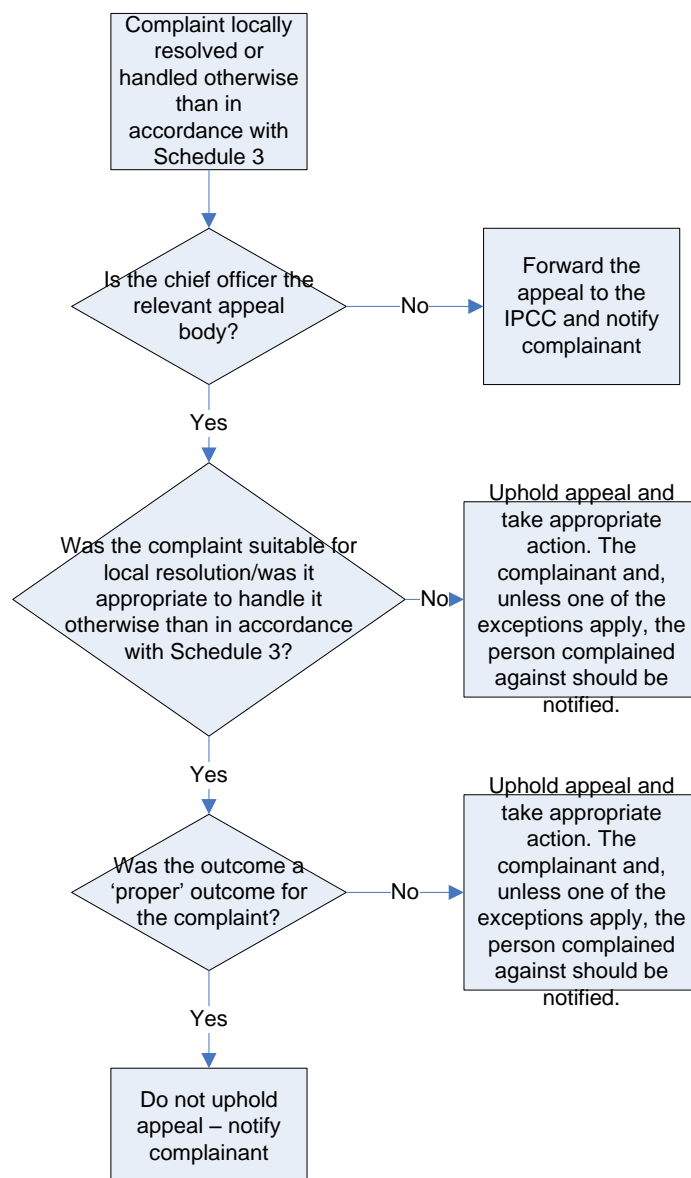 Complaint locally
resolved or
handled otherwise
than in
accordance with
Schedule 3
Is the chief officer the
relevant appeal
body?
No
Forward the
appeal to the
IPCC and notify
complainant
Yes
Was the complaint suitable for
local resolution/was it
appropriate to handle it
otherwise than in accordance
with Schedule 3?
No
Uphold appeal and
take appropriate
action. The
complainant and,
unless one of the
exceptions apply, the
person complained
against should be
notified.
Yes
Was the outcome a
‘proper’ outcome for
the complaint?
No
Uphold appeal and
take appropriate
action. The
complainant and,
unless one of the
exceptions apply, the
person complained
against should be
notified.
Yes
Do not uphold
appeal – notify
complainant